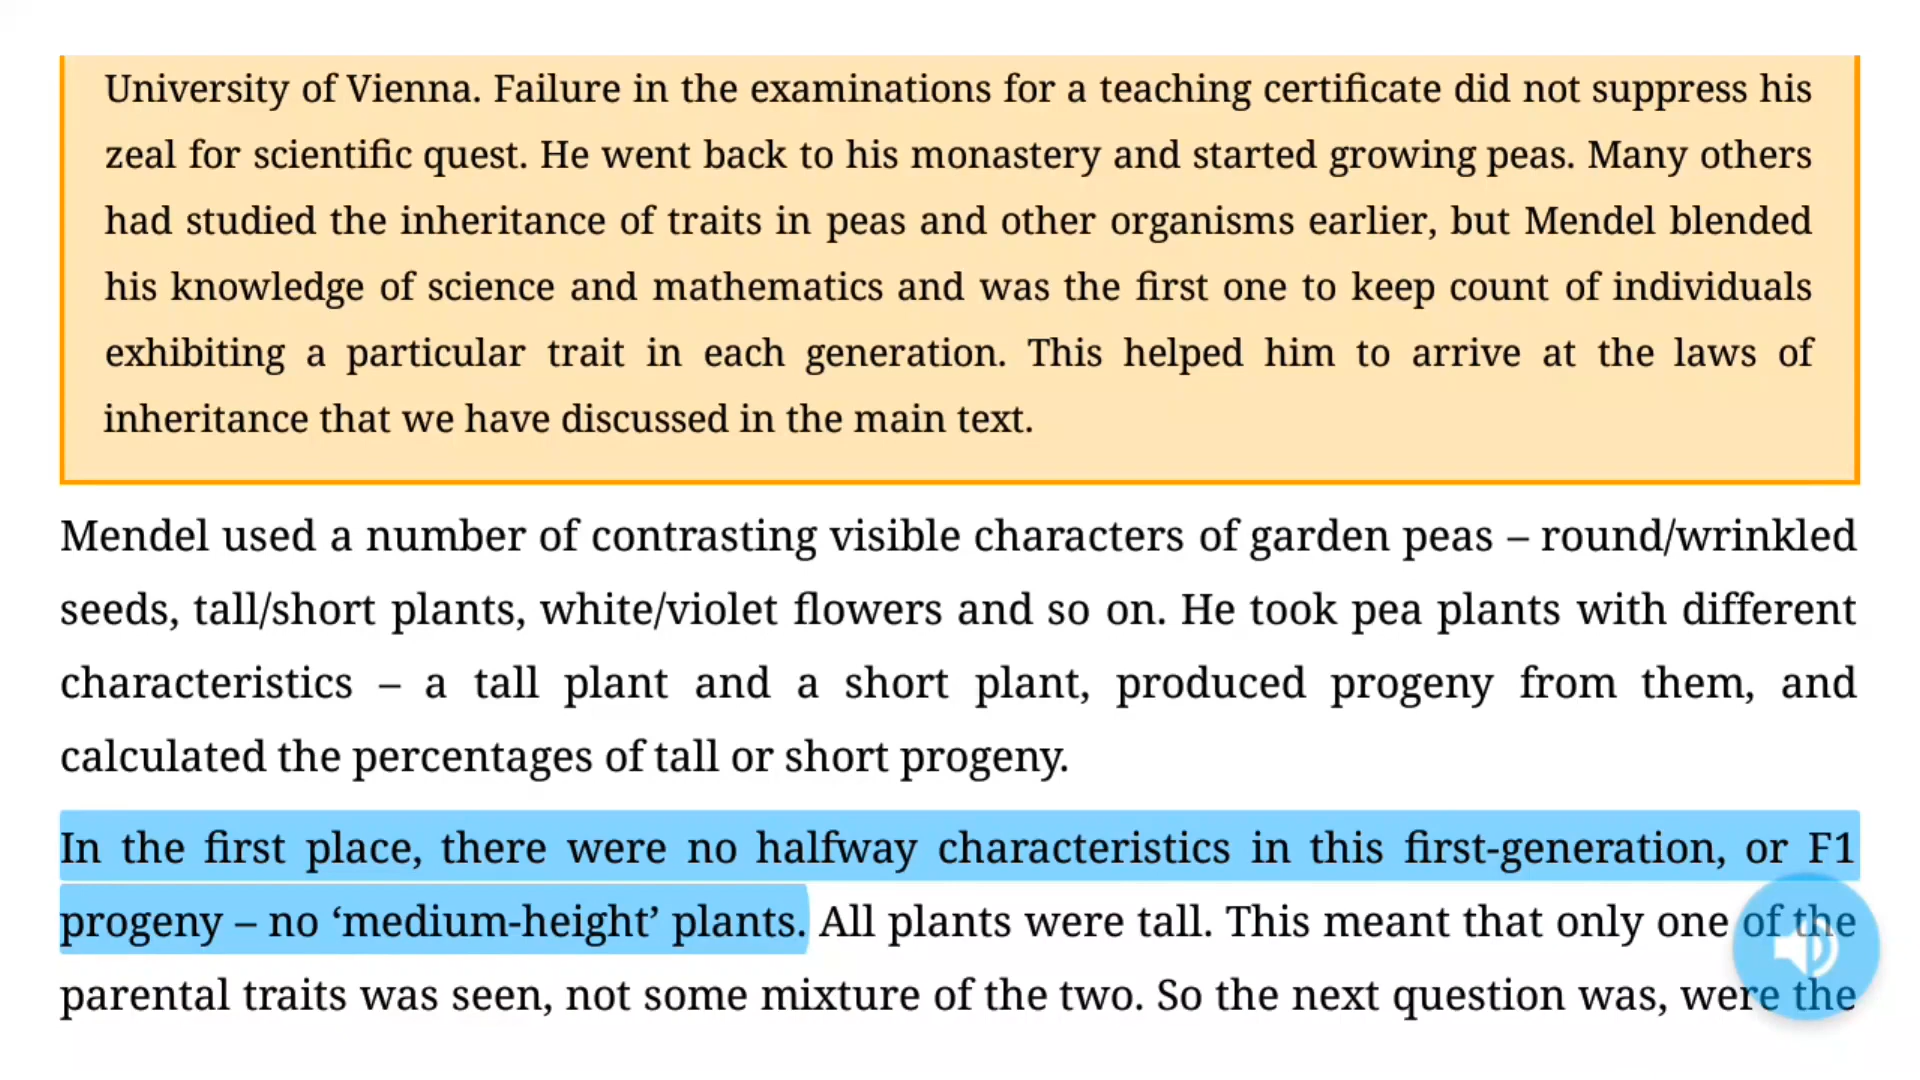 University of Vienna. Failure in the examinations for a teaching certificate did not suppress his
zeal for scientific quest. He went back to his monastery and started growing peas. Many others
had studied the inheritance of traits in peas and other organisms earlier, but Mendel blended
his knowledge of science and mathematics and was the first one to keep count of individuals
exhibiting a particular trait in each generation. This helped him to arrive at the laws of
inheritance that we have discussed in the main text.
Mendel used a number of contrasting visible characters of garden peas – round/wrinkled
seeds, tall/short plants, white/violet flowers and so on. He took pea plants with different
characteristics – a tall plant and a short plant, produced progeny from them, and
calculated the percentages of tall or short progeny.
In the first place, there were no halfway characteristics in this first-generation, or F1
progeny – no ‘medium-height’ plants. All plants were tall. This meant that only one of the
parental traits was seen, not some mixture of the two. So the next question was, were the